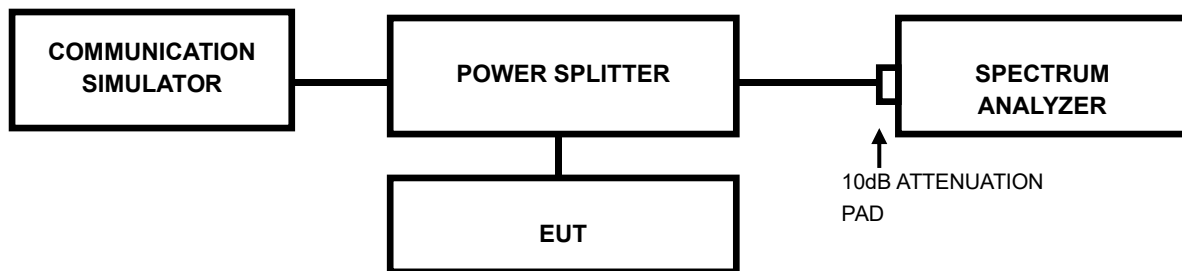 COMMUNICATION
SIMULATOR
POWER SPLITTER
SPECTRUM
ANALYZER
10dB ATTENUATION
PAD
EUT